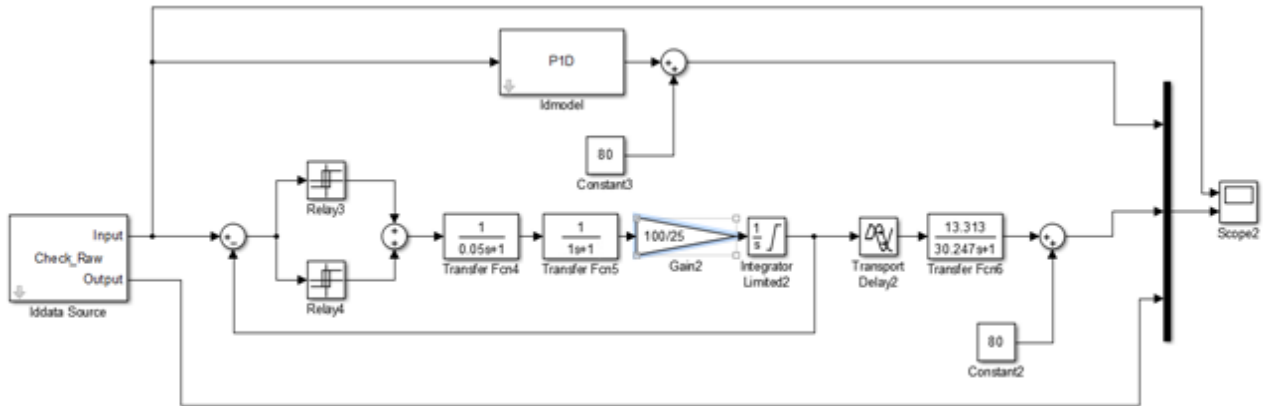 P1D
Idmodel
80
Constant3
Relay3
Input
Check_Raw
Output
Iddata Source
Relay4
1
0.05s+1
Transfer Fcn4
1
1s+1
Transfer Fcn5
100/25
Gain2
1
s
Integrator
Limited2
Transport
Delay2
13.313
30.247s+1
Transfer Fcn6
80
Constant2
Scope2